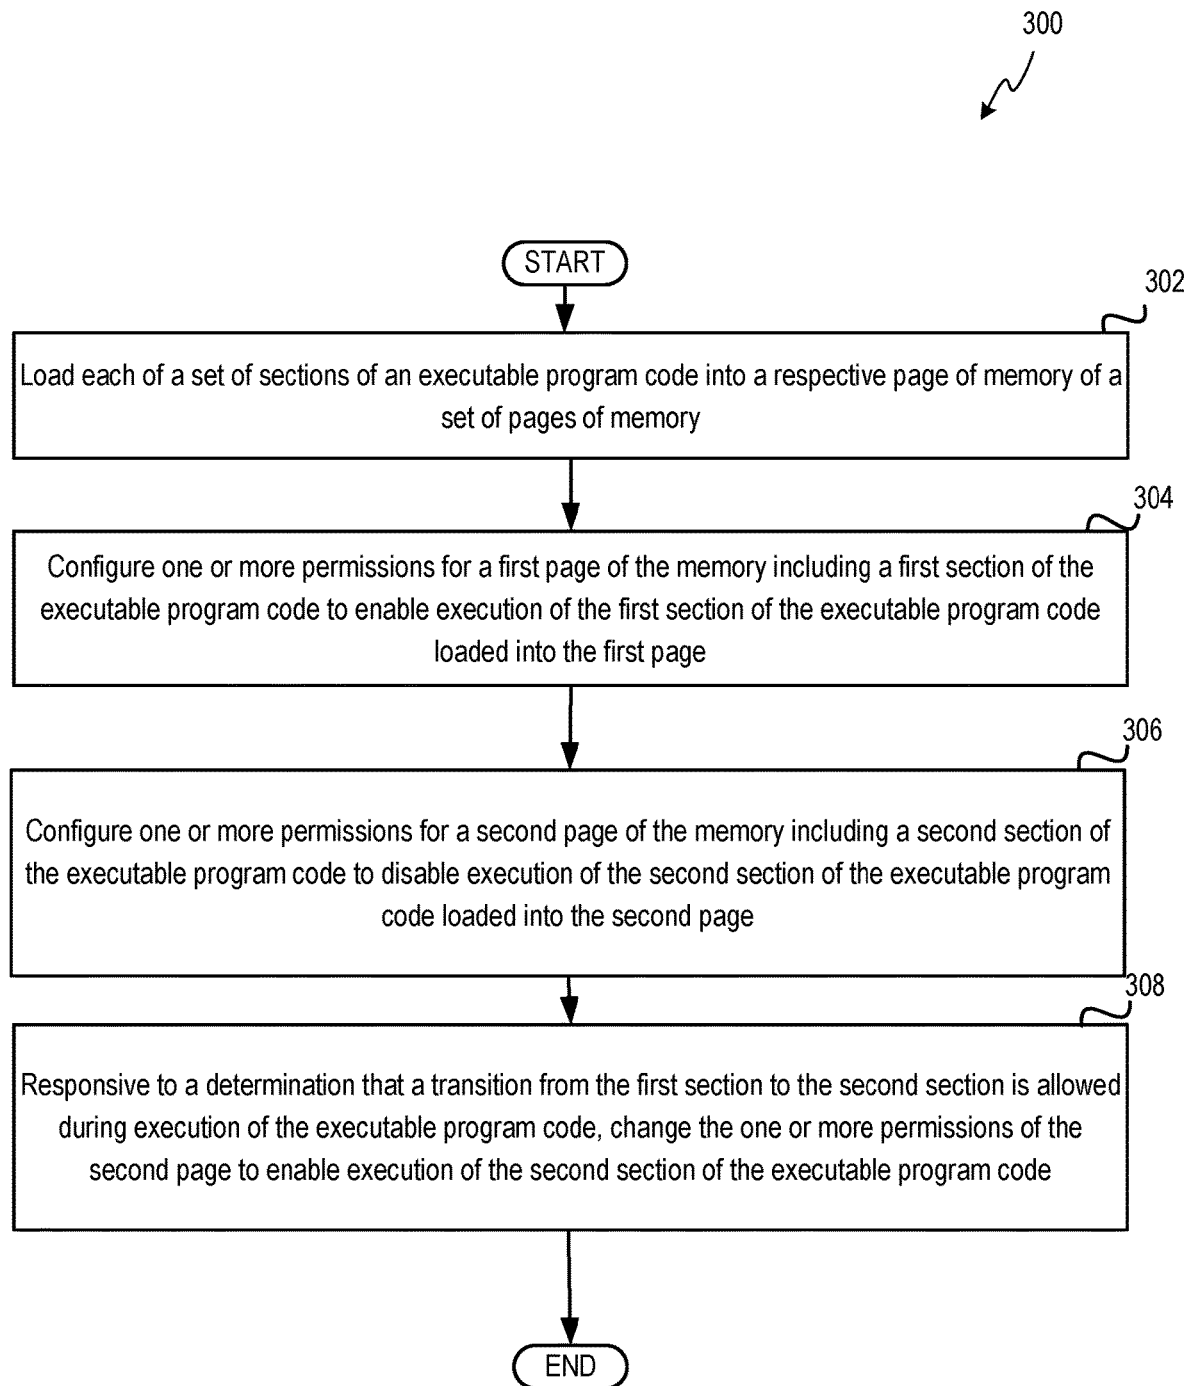 300
START
302
Load each of a set of sections of an executable program code into a respective page of memory of a
set of pages of memory
304
Configure one or more permissions for a first page of the memory including a first section of the
executable program code to enable execution of the first section of the executable program code
loaded into the first page
306
Configure one or more permissions for a second page of the memory including a second section of
the executable program code to disable execution of the second section of the executable program
code loaded into the second page
308
Responsive to a determination that a transition from the first section to the second section is allowed
during execution of the executable program code, change the one or more permissions of the
second page to enable execution of the second section of the executable program code
END